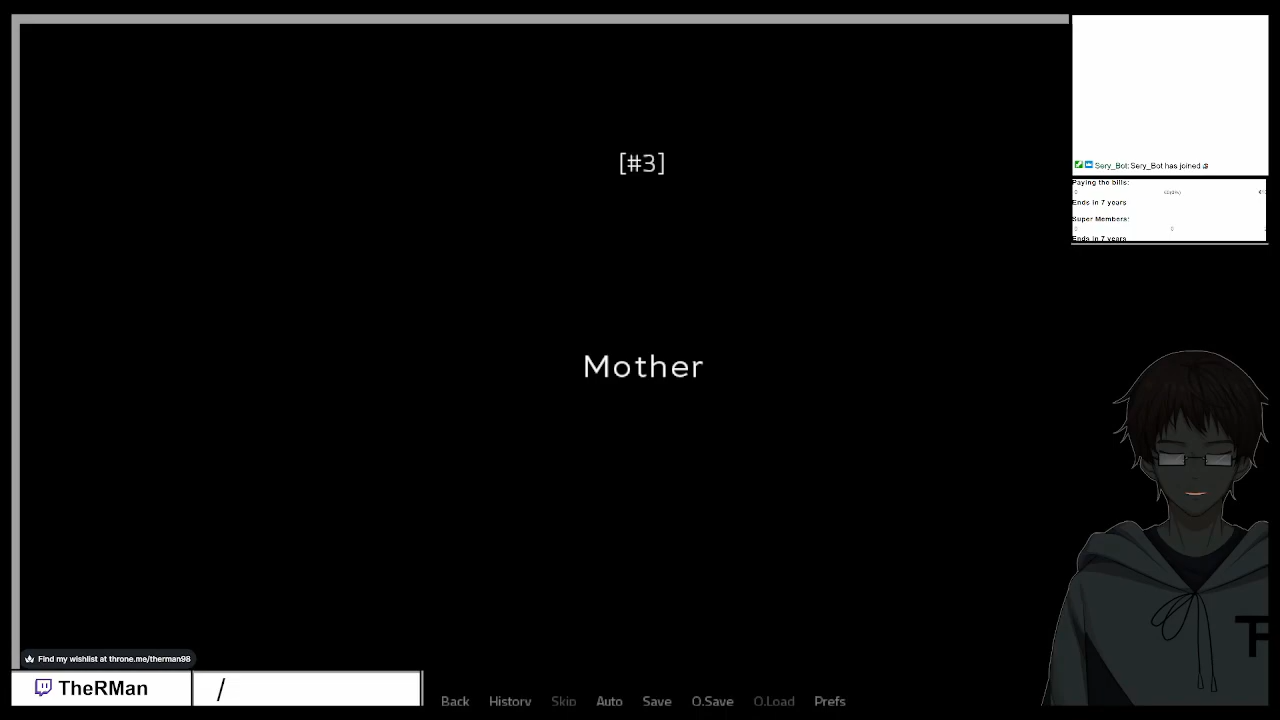 [#3]
Mother
Sery_Bot: Sery_Bot has joined
Paying the bills:
Ends in 7 years
Super Members:
0
Ends in 7 years
Find my wishlist at throne.me/therman98
TheRMan
/
Back History Skip Auto Save Q.Save Q.Load Prefs